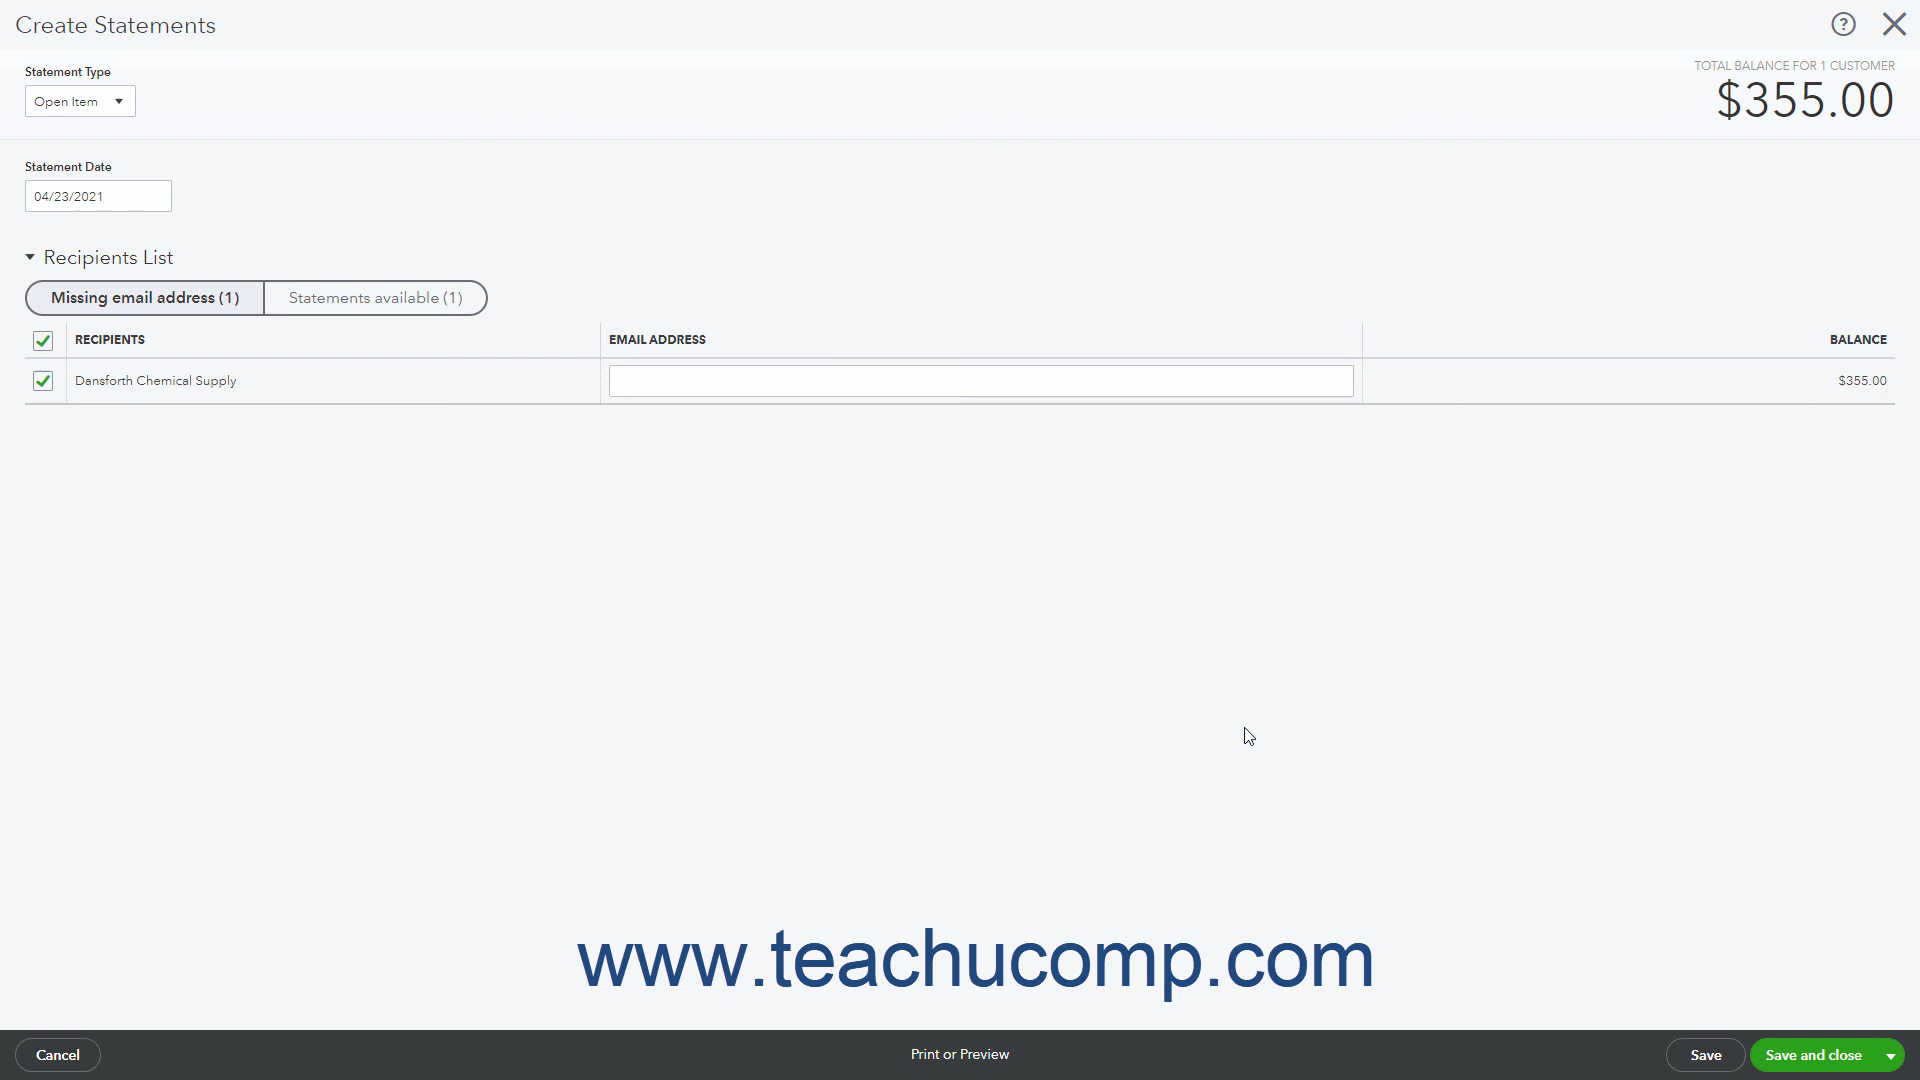 Create Statements
Statement Type
TOTAL BALANCE FOR 1 CUSTOMER
Open Item
$355.00
Statement Date
04/23/2021
Recipients List
Missing email address (1) Statements available (1)
RECIPIENTS EMAIL ADDRESS BALANCE
Dansforth Chemical Supply $355.00
www.teachucomp.com
Cancel Print or Preview Save Save and close